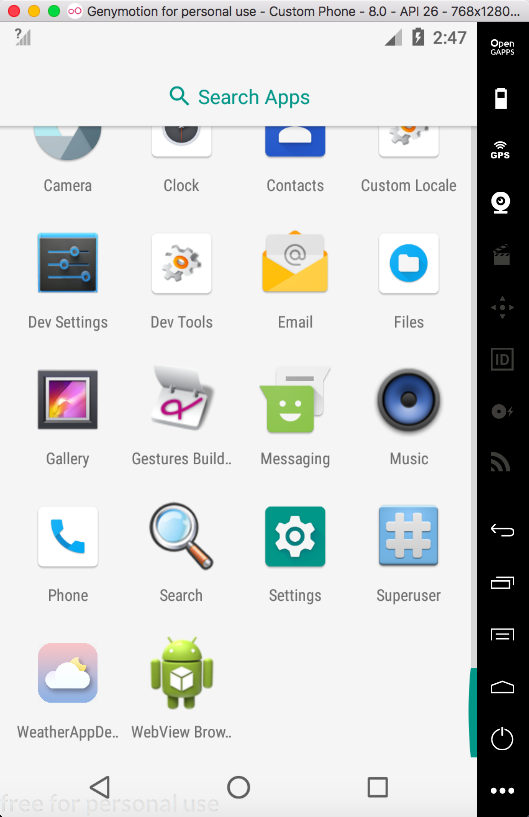 Genymotion for personal use - Custom Phone - 8.0 - API 26 - 768x1280...
? 2:47
Open
GAPPS
Search Apps
GPS
Camera Clock Contacts Custom Locale
@
Dev Settings Dev Tools Email Files
ID
Gallery Gestures Build.. Messaging Music
Phone Search Settings Superuser
WeatherAppDe.. WebView Brow..
free for personal use